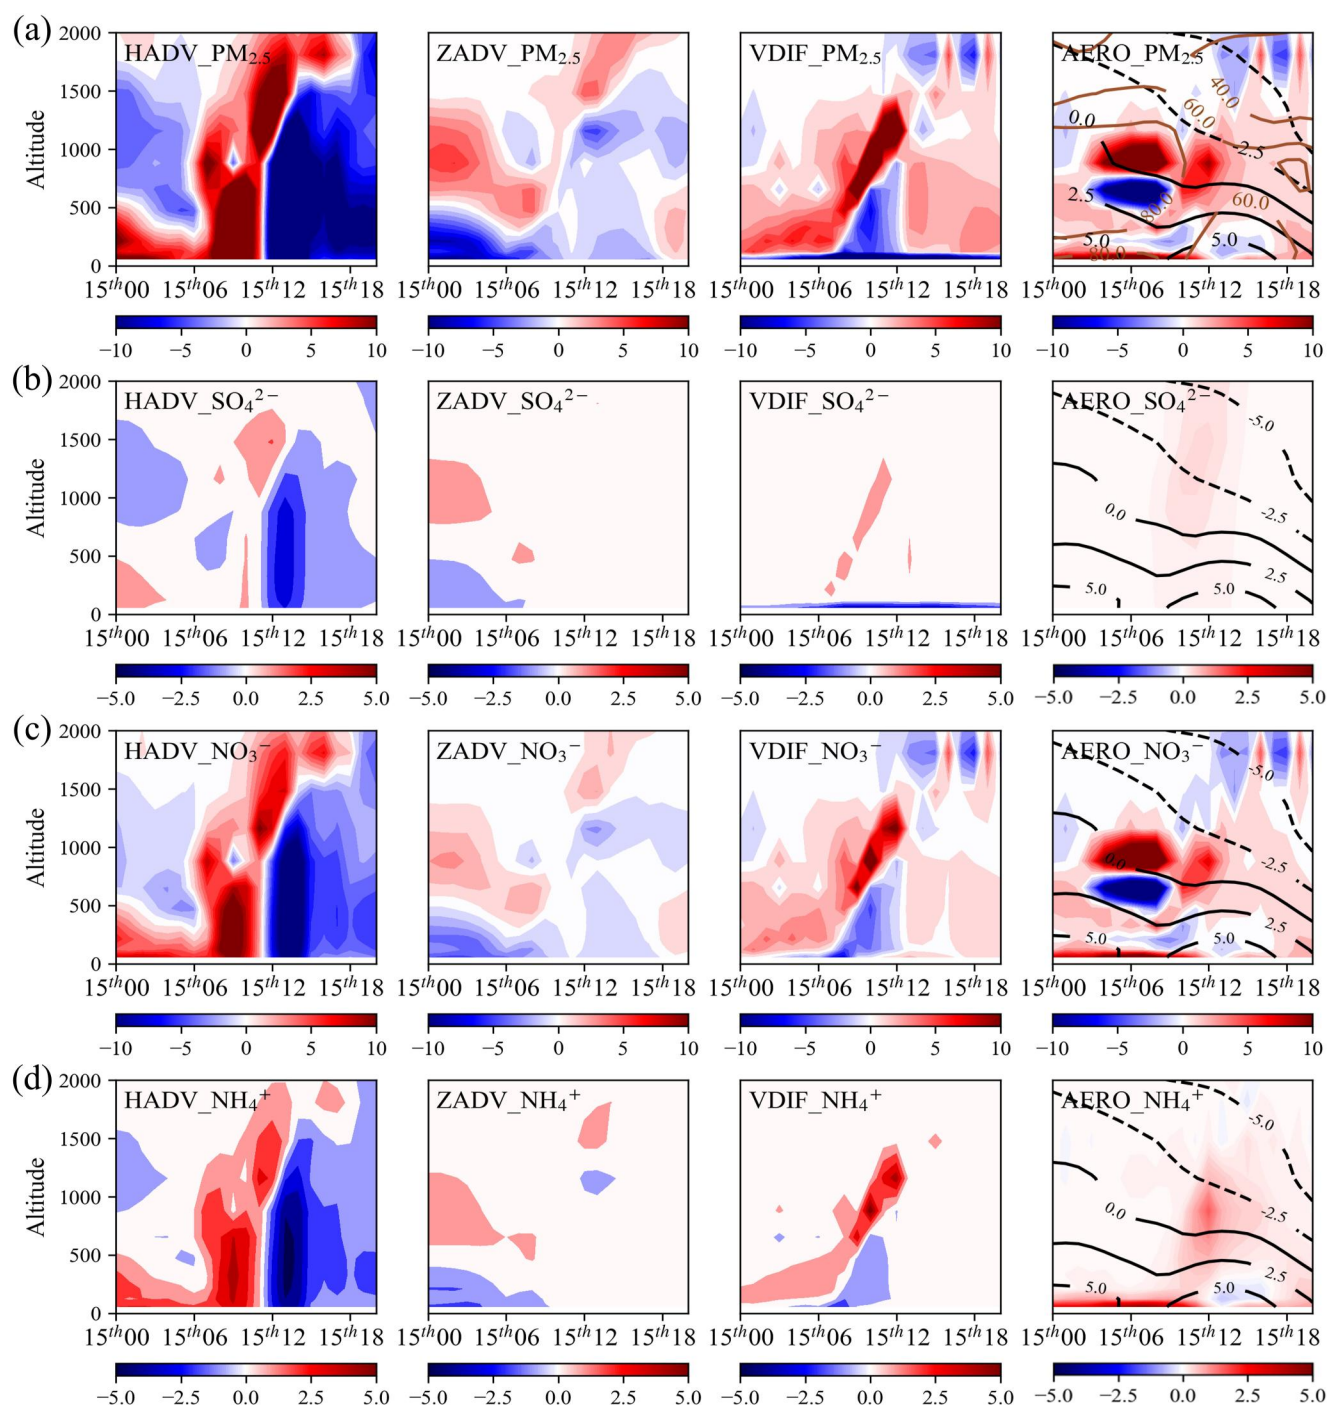 (a)
HADV_PM₂.₅ ZADV_PM₂.₅ VDIF_PM₂.₅ AERO_PM₂.₅
Altitude
2000
1500
1000
500
0
40.0
60.0
0.0
-2.5
2.5
80.0
60.0
5.0
5.0
80.0
15ᵗʰ00 15ᵗʰ06 15ᵗʰ12 15ᵗʰ18 15ᵗʰ00 15ᵗʰ06 15ᵗʰ12 15ᵗʰ18 15ᵗʰ00 15ᵗʰ06 15ᵗʰ12 15ᵗʰ18 15ᵗʰ00 15ᵗʰ06 15ᵗʰ12 15ᵗʰ18
−10 −5 0 5 10 −10 −5 0 5 10 −10 −5 0 5 10 −10 −5 0 5 10
(b)
HADV_SO₄²⁻ ZADV_SO₄²⁻ VDIF_SO₄²⁻ AERO_SO₄²⁻
Altitude
2000
1500
1000
500
0
-5.0
0.0
-2.5
2.5
5.0
5.0
15ᵗʰ00 15ᵗʰ06 15ᵗʰ12 15ᵗʰ18 15ᵗʰ00 15ᵗʰ06 15ᵗʰ12 15ᵗʰ18 15ᵗʰ00 15ᵗʰ06 15ᵗʰ12 15ᵗʰ18 15ᵗʰ00 15ᵗʰ06 15ᵗʰ12 15ᵗʰ18
−5.0 −2.5 0.0 2.5 5.0 −5.0 −2.5 0.0 2.5 5.0 −5.0 −2.5 0.0 2.5 5.0 −5.0 −2.5 0.0 2.5 5.0
(c)
HADV_NO₃⁻ ZADV_NO₃⁻ VDIF_NO₃⁻ AERO_NO₃⁻
Altitude
2000
1500
1000
500
0
-5.0
0.0
-2.5
2.5
5.0
5.0
15ᵗʰ00 15ᵗʰ06 15ᵗʰ12 15ᵗʰ18 15ᵗʰ00 15ᵗʰ06 15ᵗʰ12 15ᵗʰ18 15ᵗʰ00 15ᵗʰ06 15ᵗʰ12 15ᵗʰ18 15ᵗʰ00 15ᵗʰ06 15ᵗʰ12 15ᵗʰ18
−10 −5 0 5 10 −10 −5 0 5 10 −10 −5 0 5 10 −10 −5 0 5 10
(d)
HADV_NH₄⁺ ZADV_NH₄⁺ VDIF_NH₄⁺ AERO_NH₄⁺
Altitude
2000
1500
1000
500
0
-5.0
0.0
-2.5
2.5
5.0
5.0
15ᵗʰ00 15ᵗʰ06 15ᵗʰ12 15ᵗʰ18 15ᵗʰ00 15ᵗʰ06 15ᵗʰ12 15ᵗʰ18 15ᵗʰ00 15ᵗʰ06 15ᵗʰ12 15ᵗʰ18 15ᵗʰ00 15ᵗʰ06 15ᵗʰ12 15ᵗʰ18
−5.0 −2.5 0.0 2.5 5.0 −5.0 −2.5 0.0 2.5 5.0 −5.0 −2.5 0.0 2.5 5.0 −5.0 −2.5 0.0 2.5 5.0